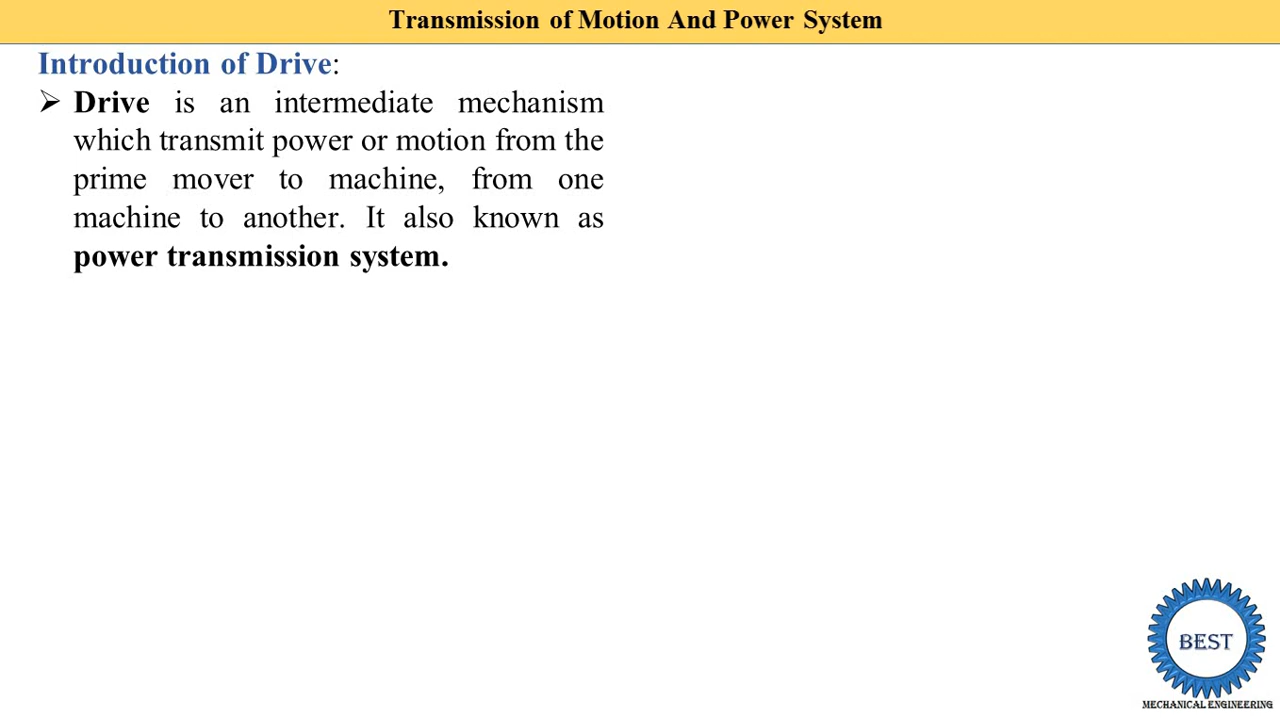 Transmission of Motion And Power System
Introduction of Drive:
➢ Drive is an intermediate mechanism
which transmit power or motion from the
prime mover to machine, from one
machine to another. It also known as
power transmission system.
BEST
MECHANICAL ENGINEERING